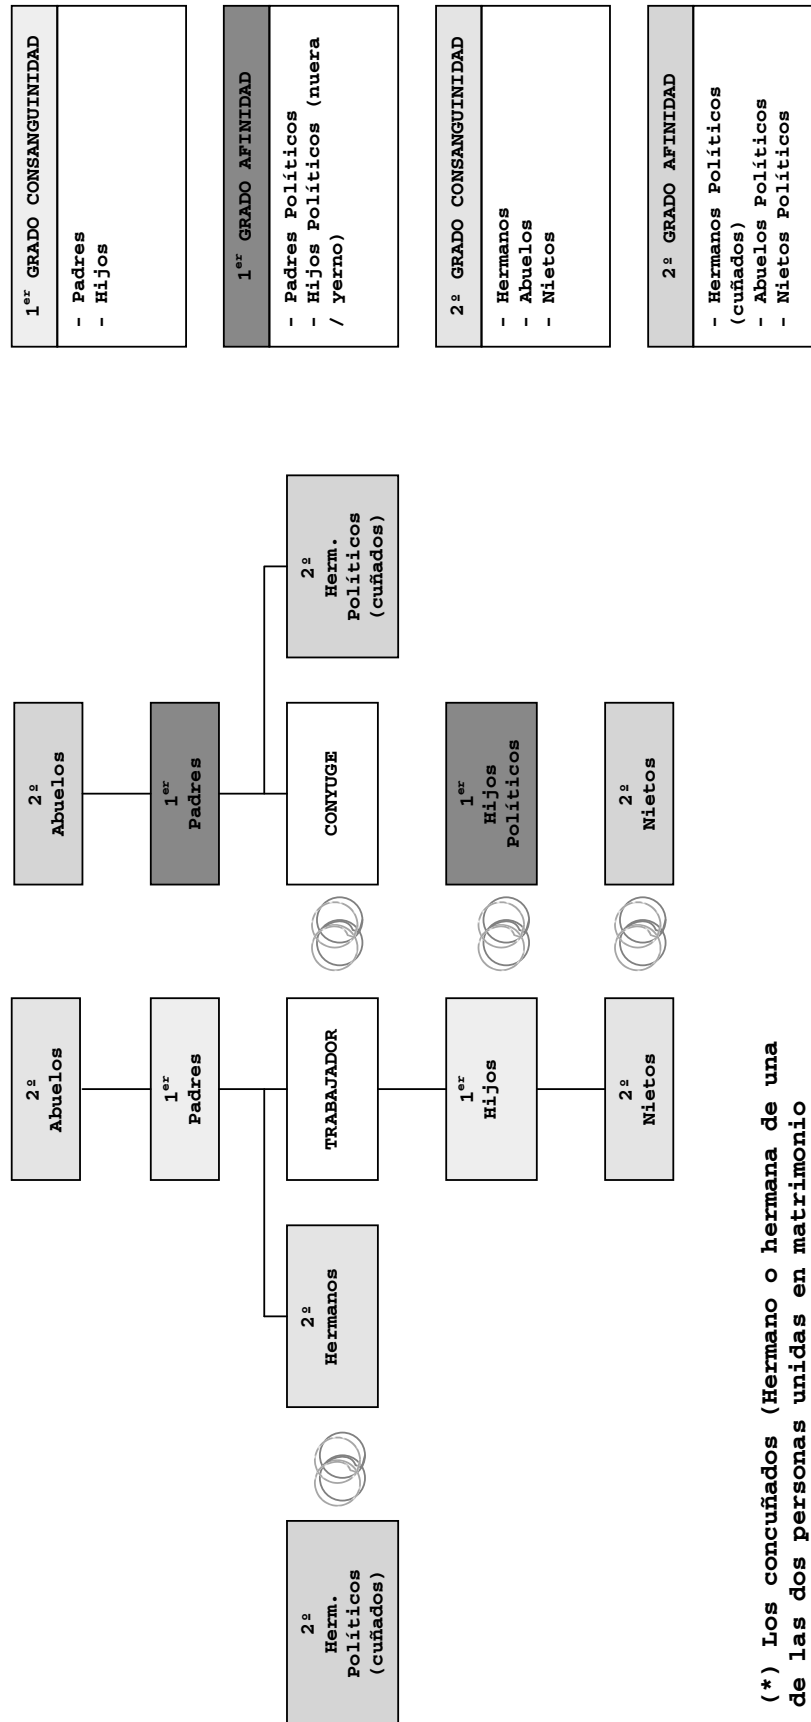 2º
Abuelos
2º
Abuelos
1er
Padres
1er
Padres
2º
Herm.
Políticos
(cuñados)
2º
Hermanos
TRABAJADOR
CONYUGE
2º
Herm.
Políticos
(cuñados)
1er
Hijos
1er
Hijos
Políticos
2º
Nietos
2º
Nietos
1er GRADO CONSANGUINIDAD
- Padres
- Hijos
1er GRADO AFINIDAD
- Padres Políticos
- Hijos Políticos (nuera
/ yerno)
2º GRADO CONSANGUINIDAD
- Hermanos
- Abuelos
- Nietos
2º GRADO AFINIDAD
- Hermanos Políticos
(cuñados)
- Abuelos Políticos
- Nietos Políticos
(*) Los concuñados (Hermano o hermana de una
de las dos personas unidas en matrimonio